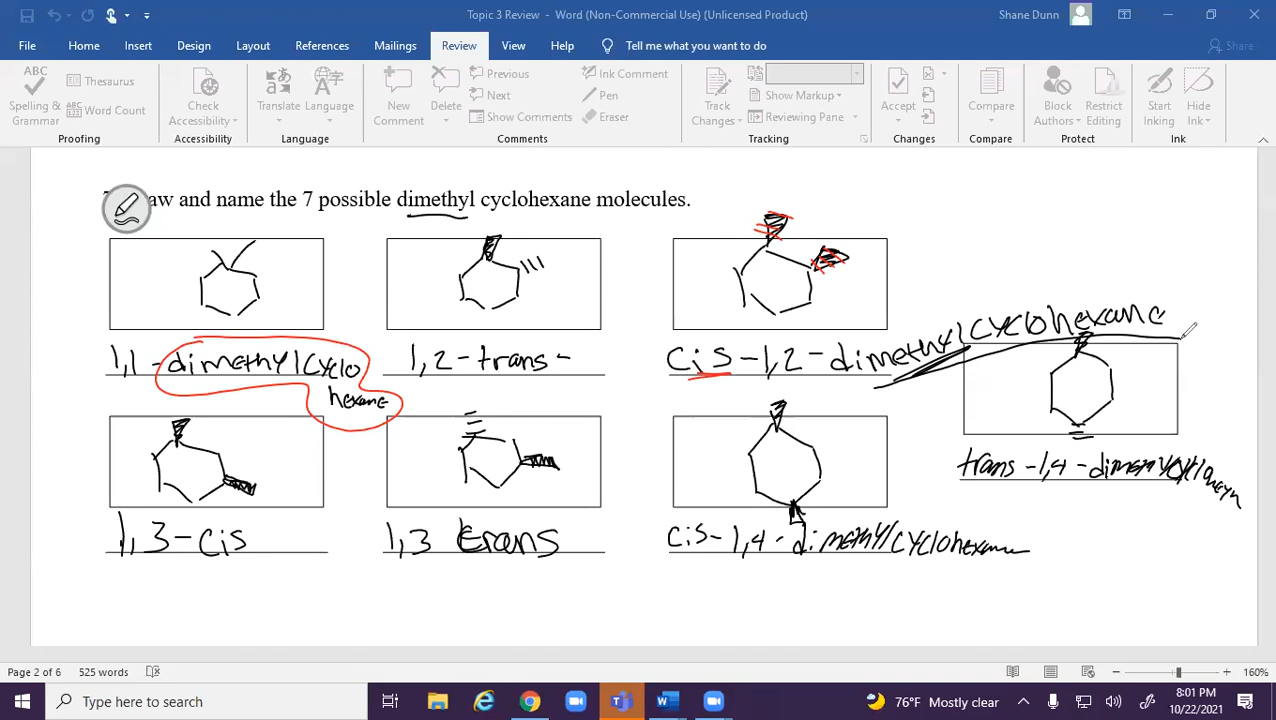 Topic 3 Review - Word (Non-Commercial Use) (Unlicensed Product)
Shane Dunn
File Home Insert Design Layout References Mailings Review View Help Tell me what you want to do
Share
ABC
Spelling & Grammar
Thesaurus
ABC
123
Word Count
Check Accessibility
Translate
Language
New Comment
Delete
Previous
Next
Show Comments
Ink Comment
Pen
Eraser
Track Changes
Show Markup
Reviewing Pane
Accept
Compare
Block Authors
Restrict Editing
Start Inking
Hide Ink
Proofing Accessibility Language Comments Tracking Changes Compare Protect Ink
aw and name the 7 possible dimethyl cyclohexane molecules.
1,1-dimethylcyclo
hexane
1,2-trans-
cis-1,2-dimethylcyclohexane
1,3-cis
1,3 trans
cis-1,4-dimethylcyclohexane
trans-1,4-
Page 2 of 6 525 words
160%
Type here to search
76°F Mostly clear
8:01 PM
10/22/2021